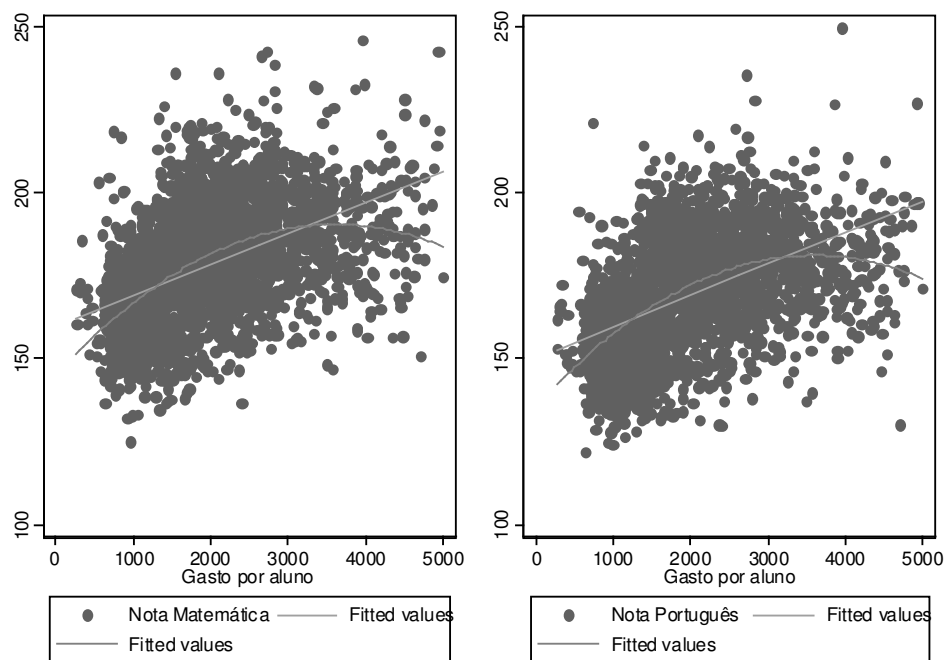 250
200
150
100
0 1000 2000 3000 4000 5000
Gasto por aluno
Nota Matemática Fitted values
Fitted values
250
200
150
100
0 1000 2000 3000 4000 5000
Gasto por aluno
Nota Português Fitted values
Fitted values